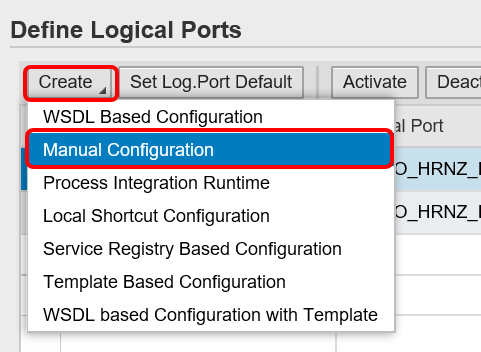 Define Logical Ports
Create Set Log.Port Default Activate
WSDL Based Configuration
al Port
Manual Configuration
O_HRNZ_
Process Integration Runtime
Local Shortcut Configuration
O_HRNZ_
Service Registry Based Configuration
Template Based Configuration
WSDL based Configuration with Template